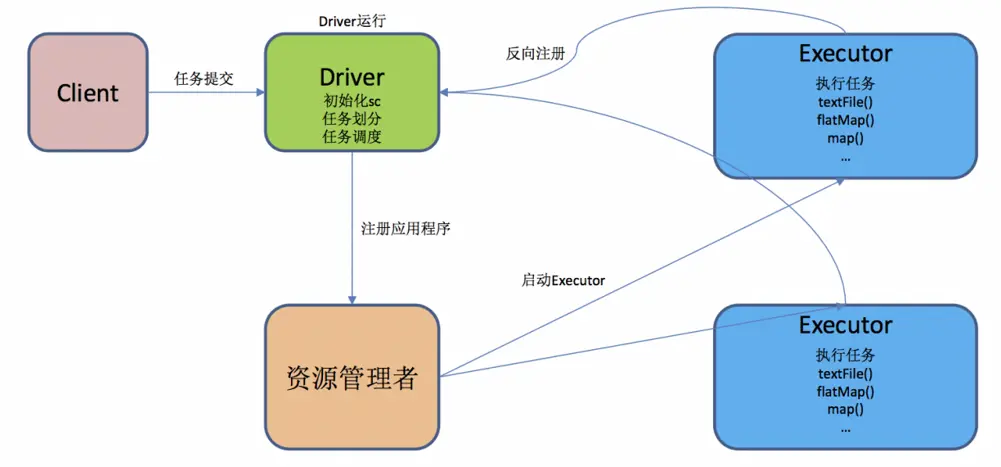 Driver运行
Client
任务提交
Driver
初始化sc
任务划分
任务调度
反向注册
Executor
执行任务
textFile()
flatMap()
map()
...
注册应用程序
启动Executor
资源管理者
Executor
执行任务
textFile()
flatMap()
map()
...